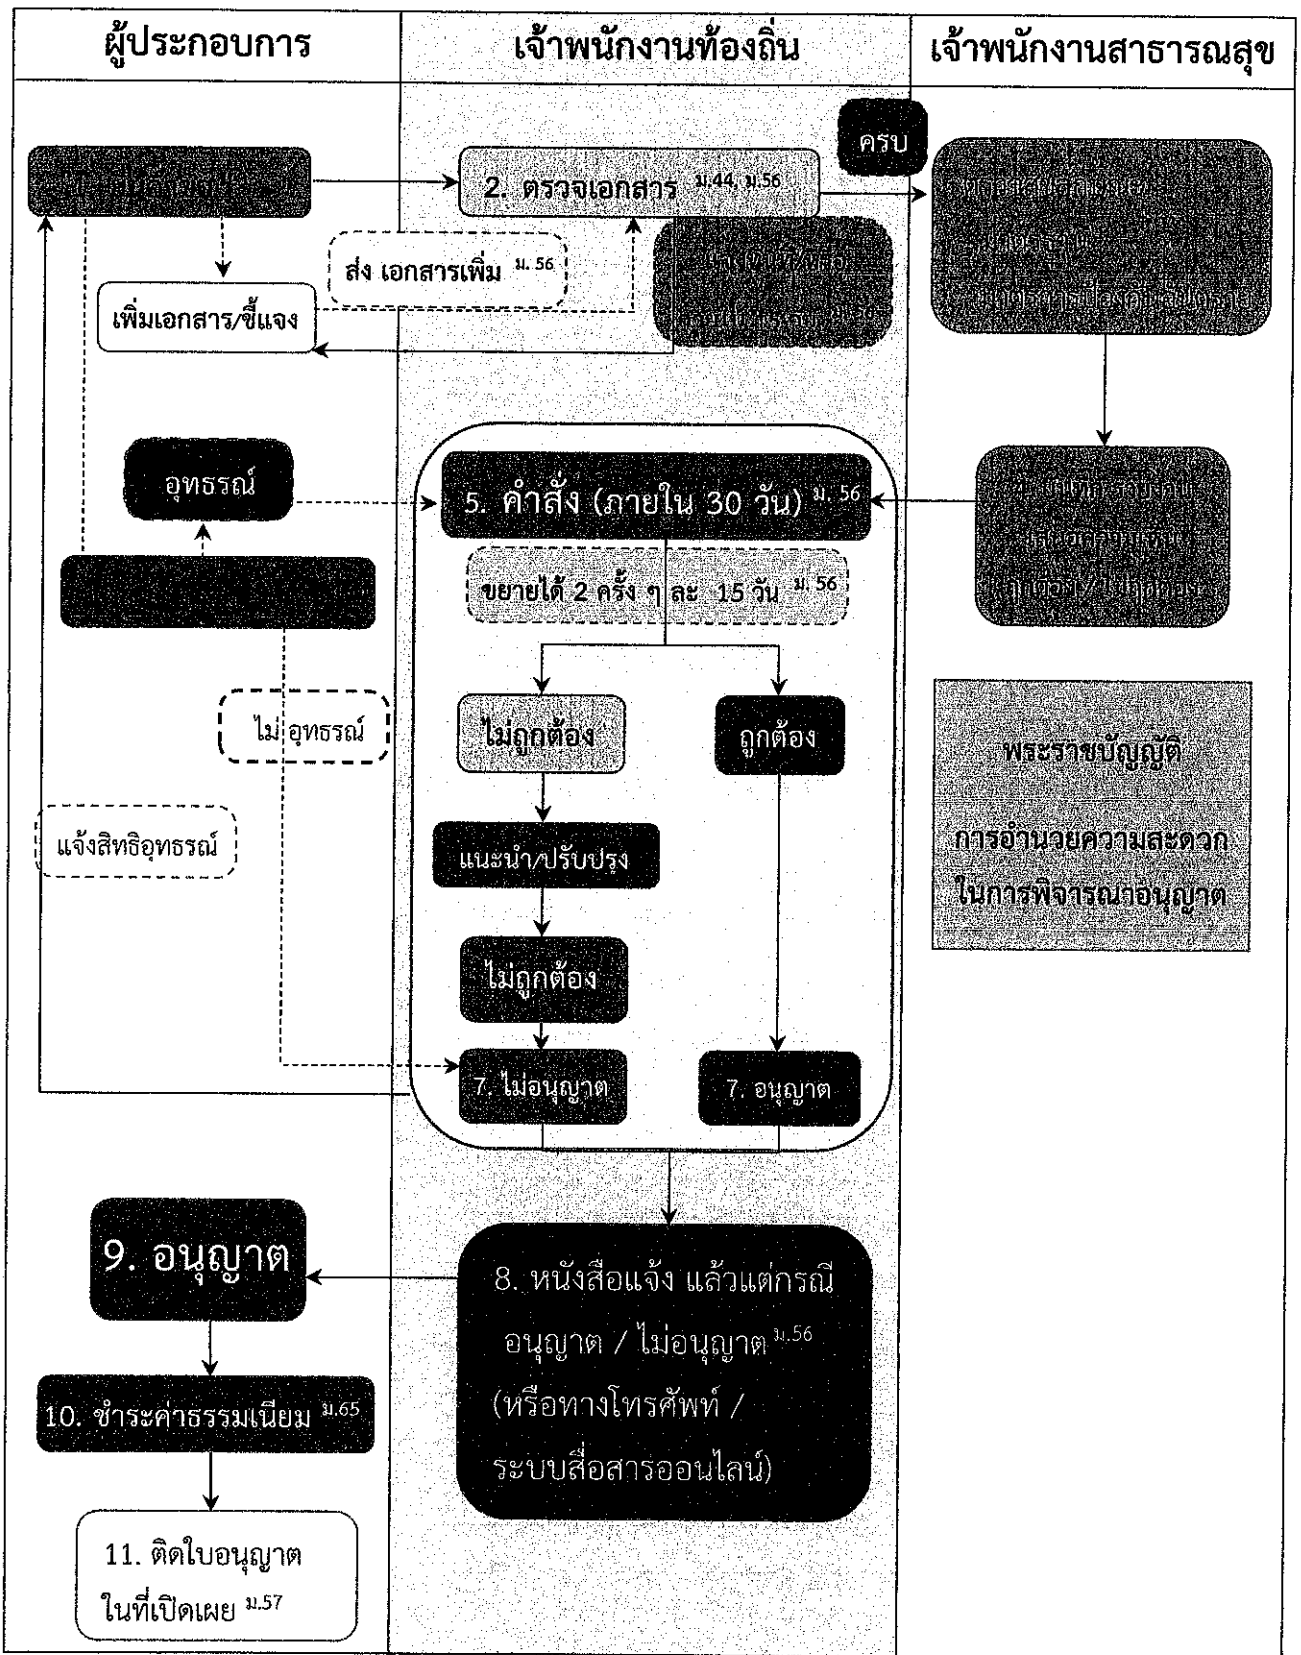 ผู้ประกอบการ
เจ้าพนักงานท้องถิ่น
เจ้าพนักงานสาธารณสุข
ครบ
2. ตรวจเอกสาร ม.44, ม.56
ส่ง เอกสารเพิ่ม ม. 56
เพิ่มเอกสาร/ชี้แจง
อุทธรณ์
5. คำสั่ง (ภายใน 30 วัน) ม. 56
ขยายได้ 2 ครั้ง ๆ ละ 15 วัน ม. 56
ถูกต้อง / ไม่ถูกต้อง
ไม่ถูกต้อง
ถูกต้อง
ไม่ อุทธรณ์
พระราชบัญญัติ
การอำนวยความสะดวก
ในการพิจารณาอนุญาต
แจ้งสิทธิอุทธรณ์
แนะนำ/ปรับปรุง
ไม่ถูกต้อง
7. ไม่อนุญาต
7. อนุญาต
9. อนุญาต
8. หนังสือแจ้ง แล้วแต่กรณี
อนุญาต / ไม่อนุญาต ม.56
(หรือทางโทรศัพท์ /
ระบบสื่อสารออนไลน์)
10. ชำระค่าธรรมเนียม ม.65
11. ติดใบอนุญาต
ในที่เปิดเผย ม.57